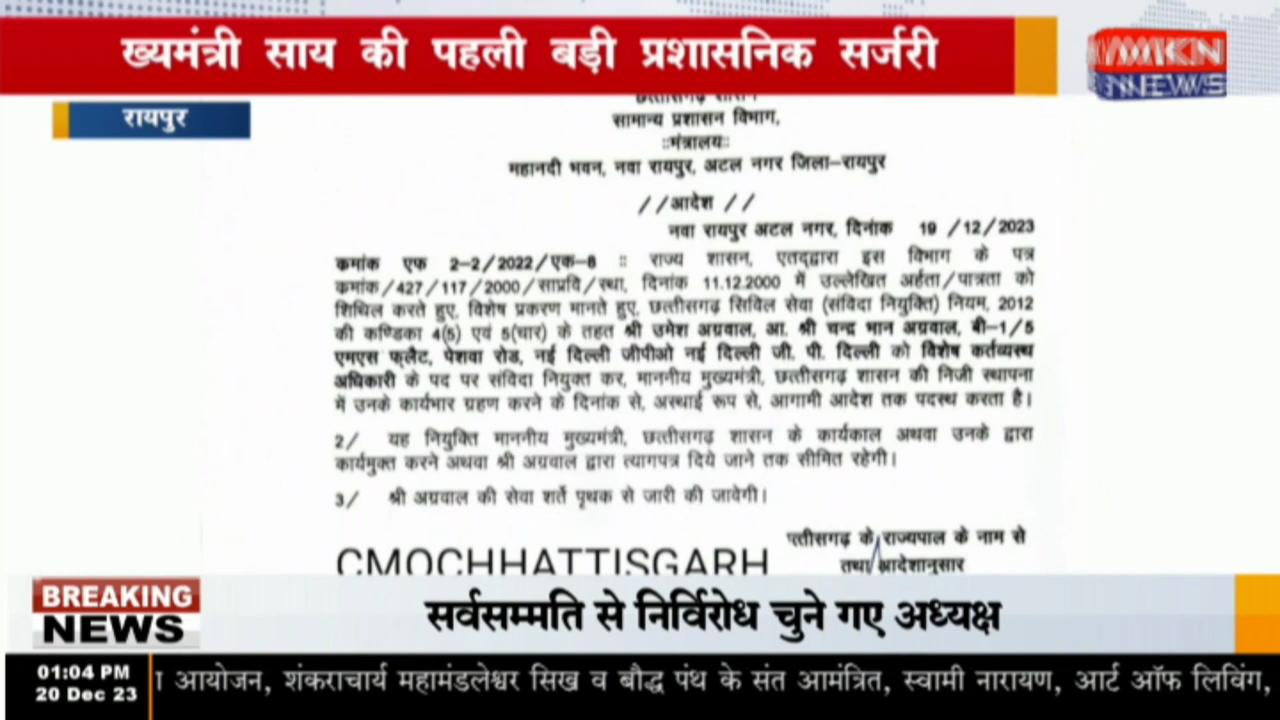 ख्यमंत्री साय की पहली बड़ी प्रशासनिक सर्जरी
NEWS
रायपुर
छत्तीसगढ़ शासन
सामान्य प्रशासन विभाग,
::मंत्रालय::
महानदी भवन, नवा रायपुर, अटल नगर जिला–रायपुर
//आदेश //
नवा रायपुर अटल नगर, दिनांक 19 /12/2023
कमांक एफ 2–2/2022/एक–6 :: राज्य शासन, एतद्द्वारा इस विभाग के पत्र
कमांक/427/117/2000/साप्रवि/स्था, दिनांक 11.12.2000 में उल्लेखित अर्हता/पात्रता को
शिथिल करते हुए, विशेष प्रकरण मानते हुए, छत्तीसगढ़ सिविल सेवा (संविदा नियुक्ति) नियम, 2012
की कण्डिका 4(5) एवं 5(चार) के तहत श्री उमेश अग्रवाल, आ. श्री चन्द्र भान अग्रवाल, बी–1/5
एमएस फ्लैट, पेशवा रोड, नई दिल्ली जीपीओ नई दिल्ली जी. पी. दिल्ली को विशेष कर्तव्यस्थ
अधिकारी के पद पर संविदा नियुक्त कर, माननीय मुख्यमंत्री, छत्तीसगढ़ शासन की निजी स्थापना
में उनके कार्यभार ग्रहण करने के दिनांक से, अस्थाई रूप से, आगामी आदेश तक पदस्थ करता है।
2/ यह नियुक्ति माननीय मुख्यमंत्री, छत्तीसगढ़ शासन के कार्यकाल अथवा उनके द्वारा
कार्यमुक्त करने अथवा श्री अग्रवाल द्वारा त्यागपत्र दिये जाने तक सीमित रहेगी।
3/ श्री अग्रवाल की सेवा शर्ते पृथक से जारी की जावेगी।
त्तीसगढ़ के राज्यपाल के नाम से
तथा आदेशानुसार
CMOCHHATTISGARH
BREAKING
NEWS
सर्वसम्मति से निर्विरोध चुने गए अध्यक्ष
01:04 PM
20 Dec 23
ा आयोजन, शंकराचार्य महामंडलेश्वर सिख व बौद्ध पंथ के संत आमंत्रित, स्वामी नारायण, आर्ट ऑफ लिविंग,